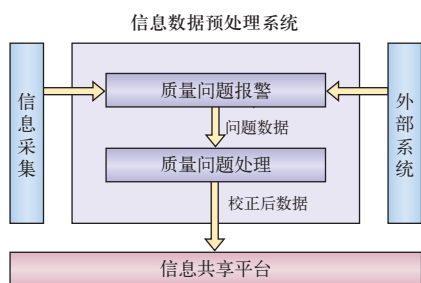 信息数据预处理系统
信息采集
质量问题报警
外部系统
问题数据
质量问题处理
校正后数据
信息共享平台